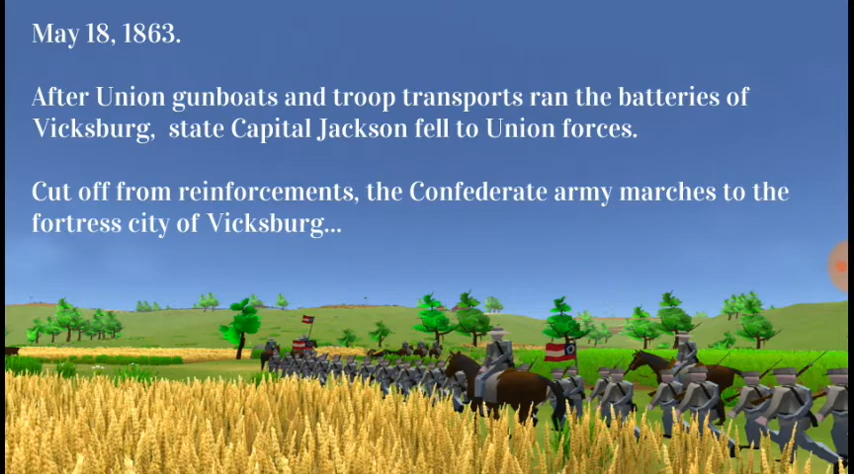 May 18, 1863.
After Union gunboats and troop transports ran the batteries of
Vicksburg,  state Capital Jackson fell to Union forces.
Cut off from reinforcements, the Confederate army marches to the
fortress city of Vicksburg...